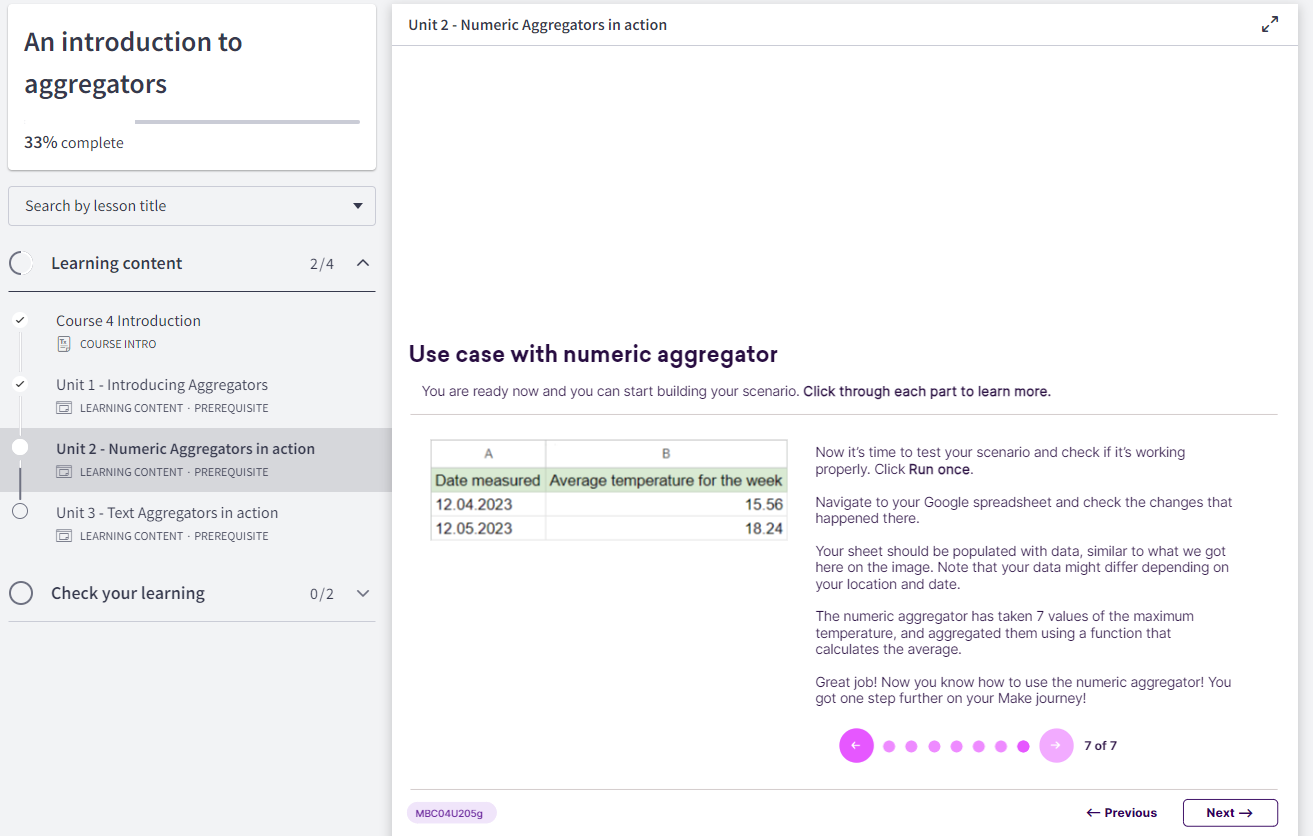 An introduction to
aggregators
33% complete
Search by lesson title
Learning content 2/4
Course 4 Introduction
COURSE INTRO
Unit 1 - Introducing Aggregators
LEARNING CONTENT · PREREQUISITE
Unit 2 - Numeric Aggregators in action
LEARNING CONTENT · PREREQUISITE
Unit 3 - Text Aggregators in action
LEARNING CONTENT · PREREQUISITE
Check your learning 0/2
Unit 2 - Numeric Aggregators in action
Use case with numeric aggregator
You are ready now and you can start building your scenario. Click through each part to learn more.
A B
Date measured Average temperature for the week
12.04.2023 15.56
12.05.2023 18.24
Now it's time to test your scenario and check if it's working
properly. Click Run once.
Navigate to your Google spreadsheet and check the changes that
happened there.
Your sheet should be populated with data, similar to what we got
here on the image. Note that your data might differ depending on
your location and date.
The numeric aggregator has taken 7 values of the maximum
temperature, and aggregated them using a function that
calculates the average.
Great job! Now you know how to use the numeric aggregator! You
got one step further on your Make journey!
← → 7 of 7
MBC04U205g
← Previous Next →